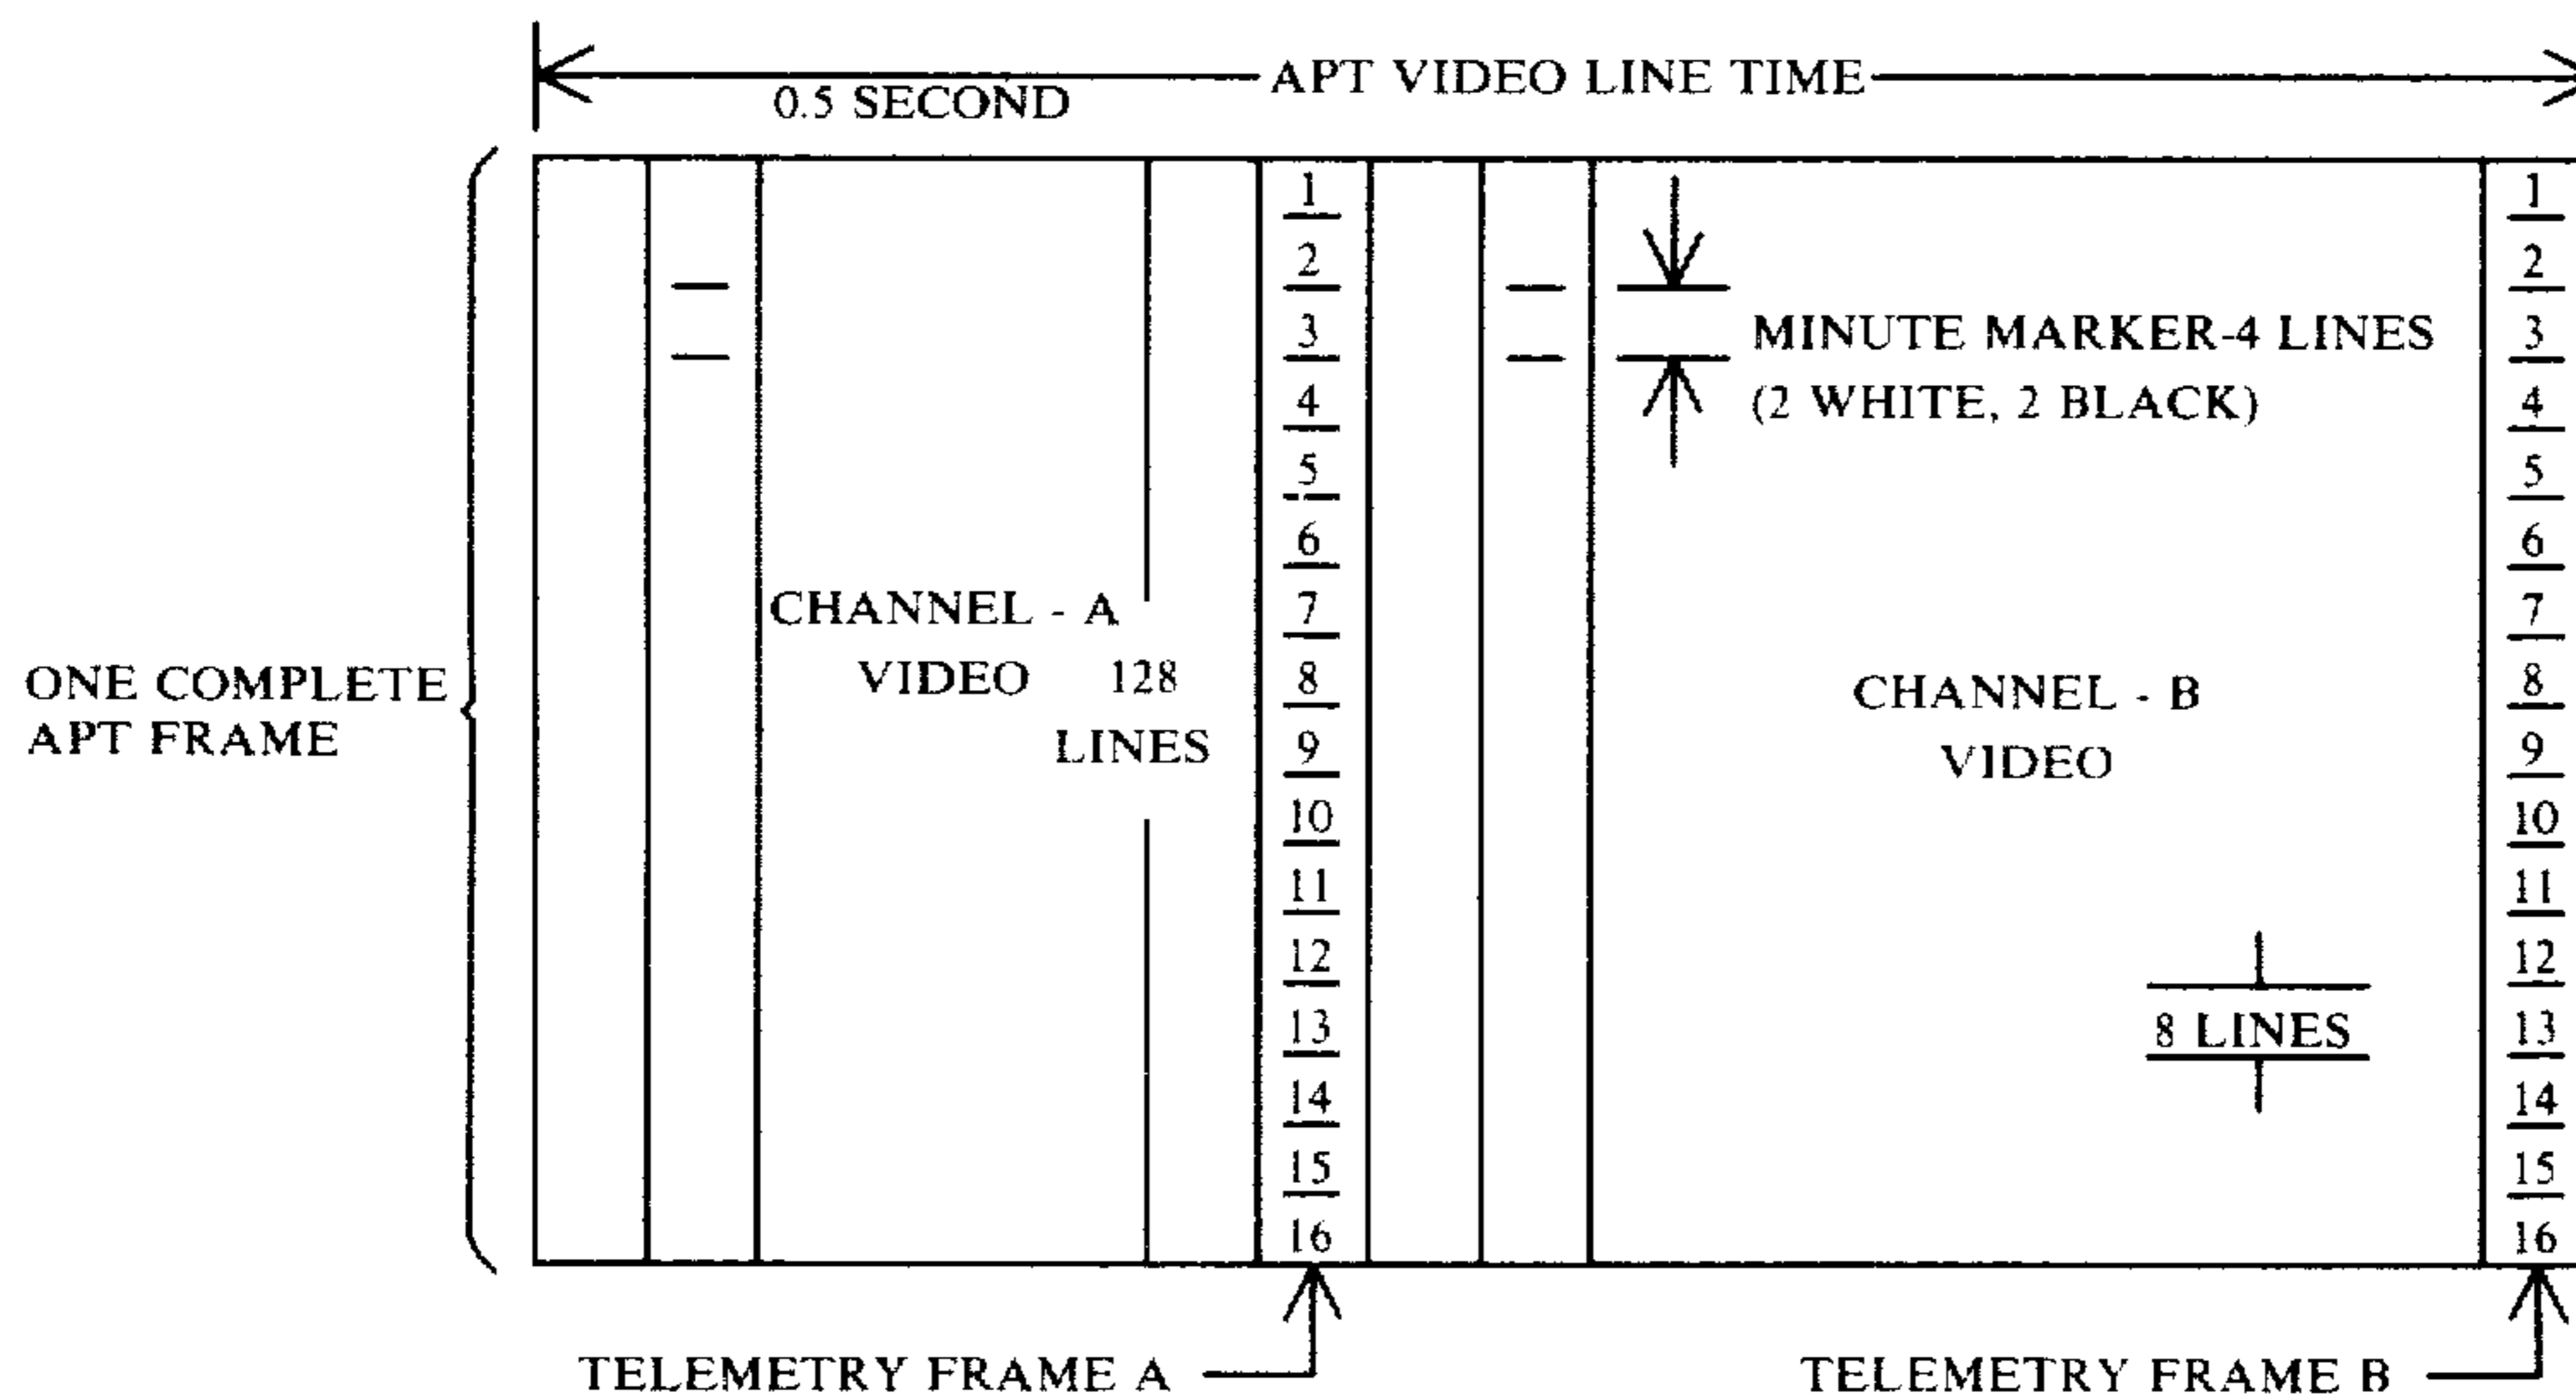 APT VIDEO LINE TIME
0.5 SECOND
ONE COMPLETE
APT FRAME
CHANNEL - A
VIDEO 128
LINES
1
2
3
4
5
6
7
8
9
10
11
12
13
14
15
16
MINUTE MARKER-4 LINES
(2 WHITE, 2 BLACK)
CHANNEL - B
VIDEO
8 LINES
1
2
3
4
5
6
7
8
9
10
11
12
13
14
15
16
TELEMETRY FRAME A
TELEMETRY FRAME B